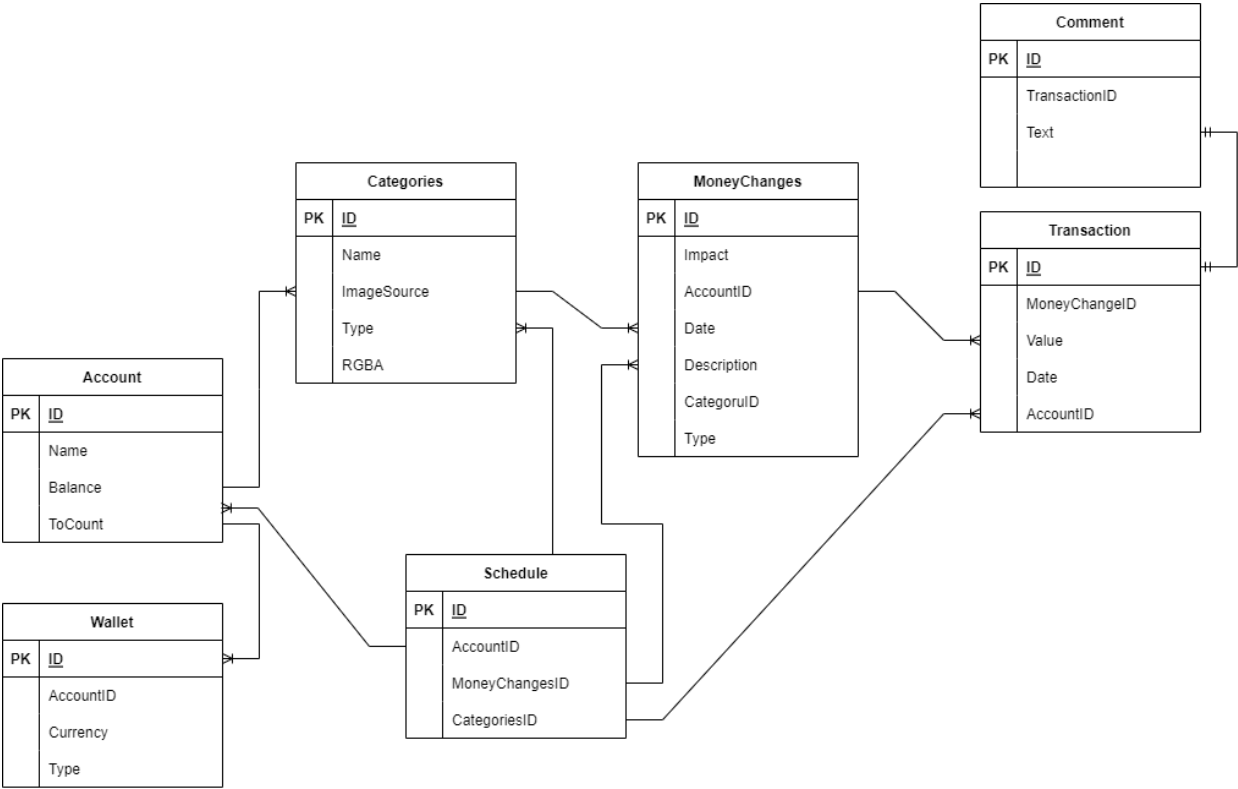 Comment
PK ID
TransactionID
Text
Categories
PK ID
Name
ImageSource
Type
RGBA
MoneyChanges
PK ID
Impact
AccountID
Date
Description
CategoruID
Type
Transaction
PK ID
MoneyChangeID
Value
Date
AccountID
Account
PK ID
Name
Balance
ToCount
Schedule
PK ID
AccountID
MoneyChangesID
CategoriesID
Wallet
PK ID
AccountID
Currency
Type